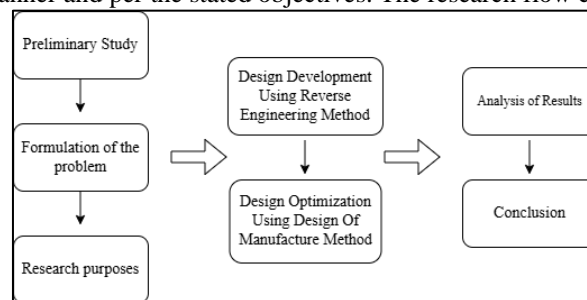 anner and per the stated objectives. The research flow c
Preliminary Study
Formulation of the
problem
Research purposes
Design Development
Using Reverse
Engineering Method
Design Optimization
Using Design Of
Manufacture Method
Analysis of Results
Conclusion